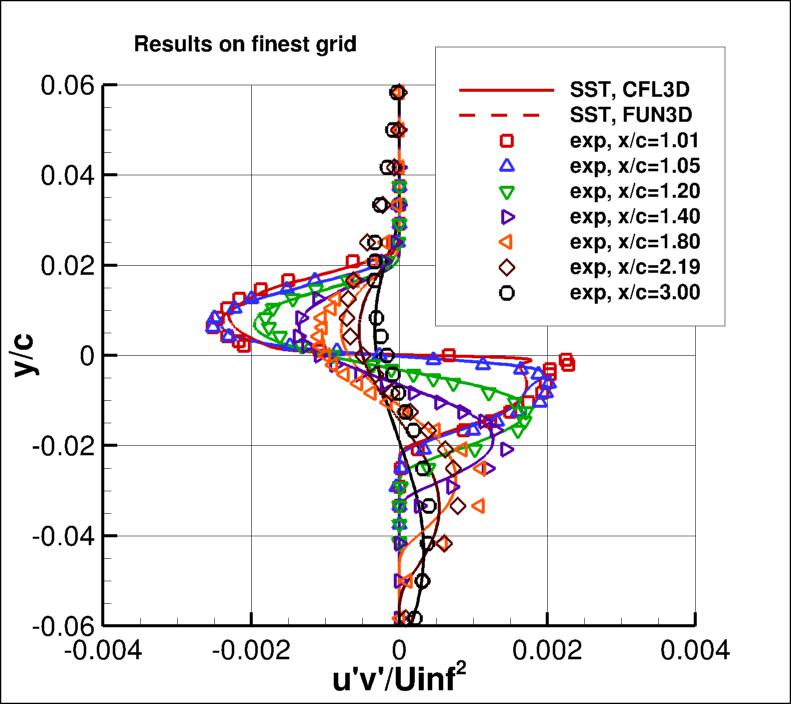 Results on finest grid
SST, CFL3D
SST, FUN3D
exp, x/c=1.01
exp, x/c=1.05
exp, x/c=1.20
exp, x/c=1.40
exp, x/c=1.80
exp, x/c=2.19
exp, x/c=3.00
0.06
0.04
0.02
0
-0.02
-0.04
-0.06
y/c
-0.004
-0.002
0
0.002
0.004
u'v'/Uinf²